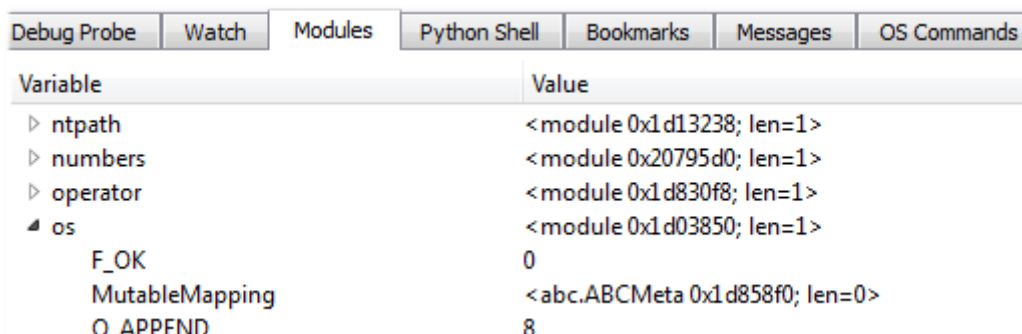 Debug Probe Watch Modules Python Shell Bookmarks Messages OS Commands
Variable Value
ntpath <module 0x1d13238; len=1>
numbers <module 0x20795d0; len=1>
operator <module 0x1d830f8; len=1>
os <module 0x1d03850; len=1>
F_OK 0
MutableMapping <abc.ABCMeta 0x1d858f0; len=0>
O_APPEND 8